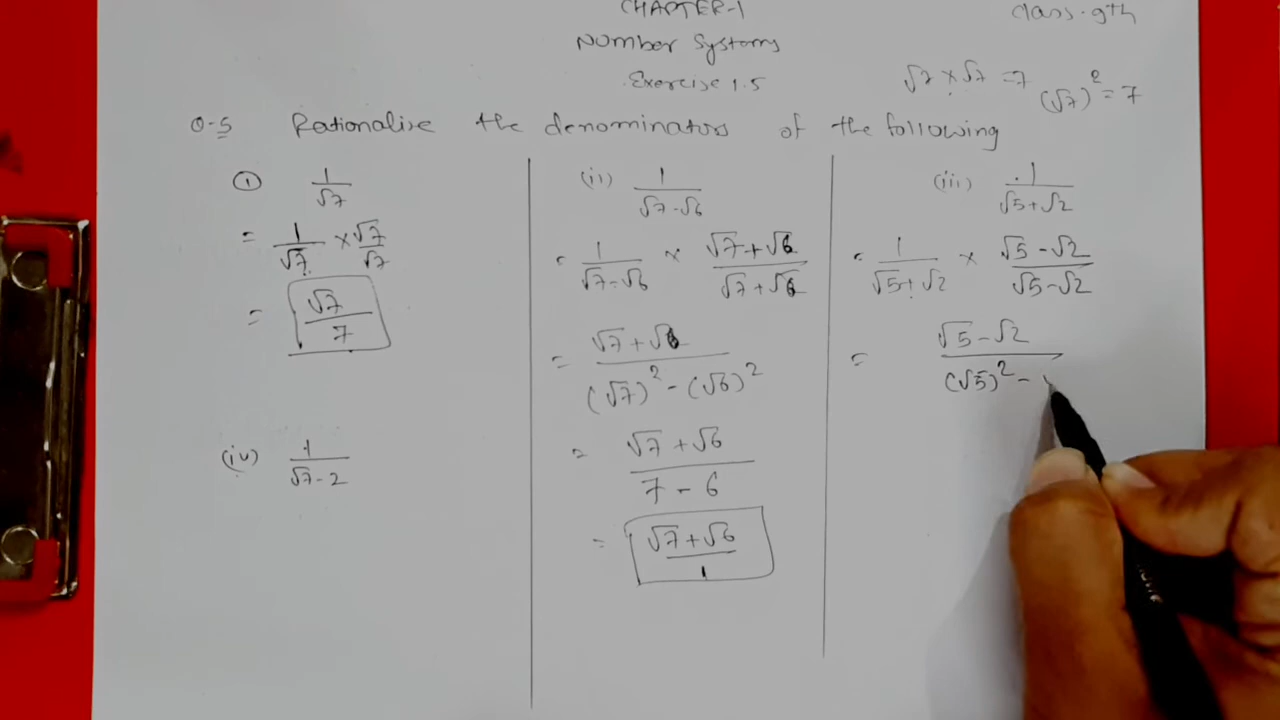 CHAPTER-1
Class-9th
Number Systems
Exercise 1.5
√7 × √7 = 7
(√7)² = 7
Q-5 Rationalise the denominators of the following
(i) 1/√7
= 1/√7 × √7/√7
= √7/7
(iv) 1/(√7-2)
(ii) 1/(√7-√6)
= 1/(√7-√6) × (√7+√6)/(√7+√6)
= (√7+√6)/((√7)²-(√6)²)
= (√7+√6)/(7-6)
= (√7+√6)/1
(iii) 1/(√5+√2)
= 1/(√5+√2) × (√5-√2)/(√5-√2)
= (√5-√2)/((√5)²-